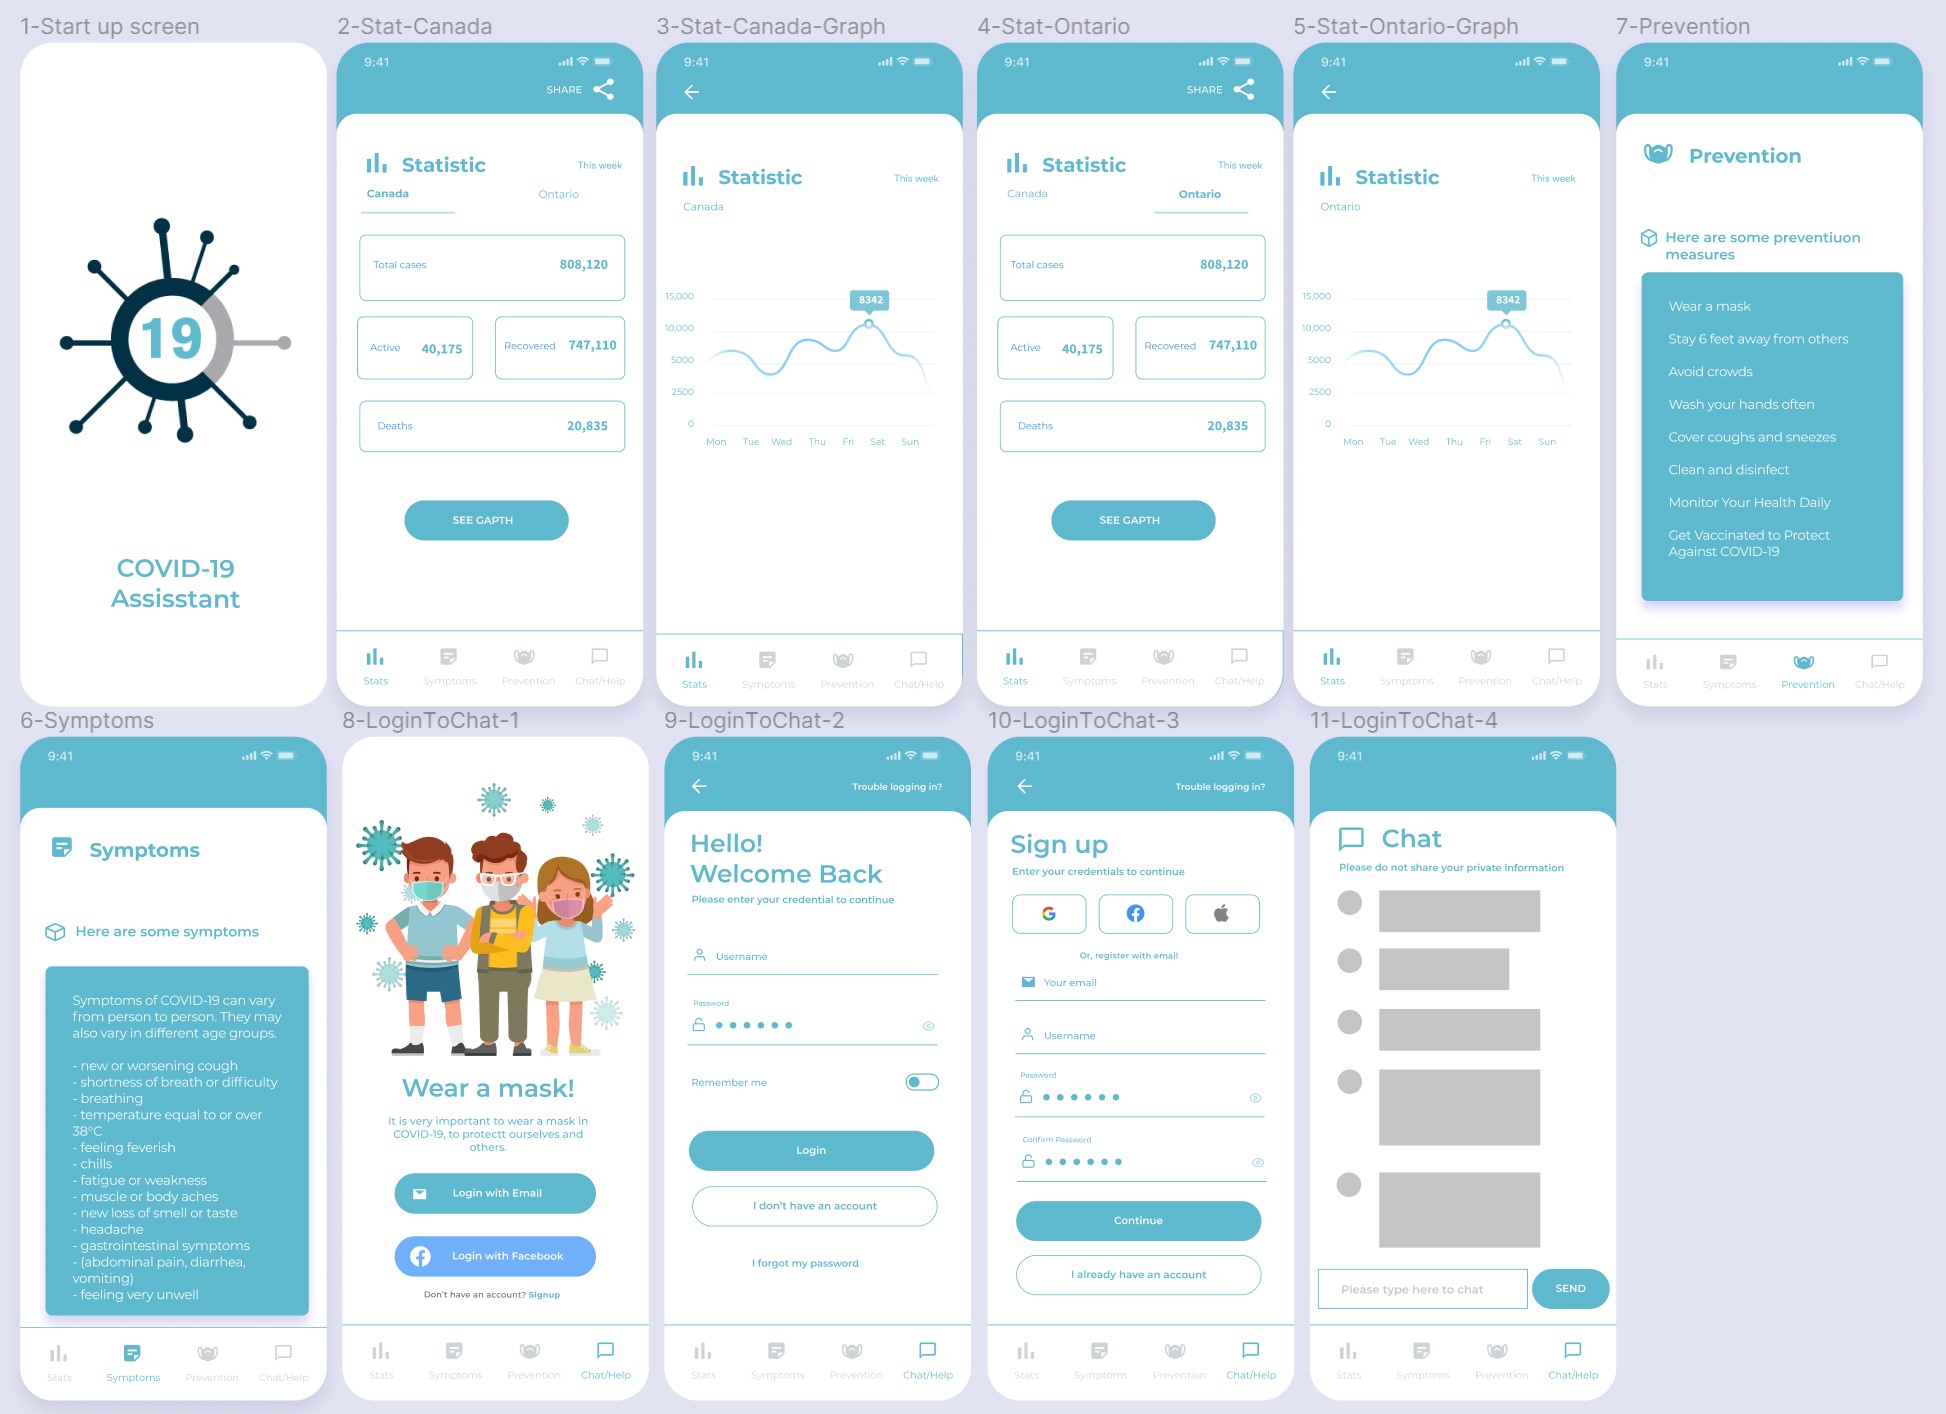 1-Start up screen
19
COVID-19
Assisstant
2-Stat-Canada
9:41
SHARE
Statistic
This week
Canada
Ontario
Total cases
808,120
Active
40,175
Recovered
747,110
Deaths
20,835
SEE GAPTH
Stats
Symptoms
Prevention
Chat/Help
3-Stat-Canada-Graph
9:41
Statistic
This week
Canada
8342
15,000
10,000
5000
2500
0
Mon Tue Wed Thu Fri Sat Sun
Stats
Symptoms
Prevention
Chat/Help
4-Stat-Ontario
9:41
SHARE
Statistic
This week
Canada
Ontario
Total cases
808,120
Active
40,175
Recovered
747,110
Deaths
20,835
SEE GAPTH
Stats
Symptoms
Prevention
Chat/Help
5-Stat-Ontario-Graph
9:41
Statistic
This week
Ontario
8342
15,000
10,000
5000
2500
0
Mon Tue Wed Thu Fri Sat Sun
Stats
Symptoms
Prevention
Chat/Help
7-Prevention
9:41
Prevention
Here are some preventiuon
measures
Wear a mask
Stay 6 feet away from others
Avoid crowds
Wash your hands often
Cover coughs and sneezes
Clean and disinfect
Monitor Your Health Daily
Get Vaccinated to Protect
Against COVID-19
Stats
Symptoms
Prevention
Chat/Help
6-Symptoms
9:41
Symptoms
Here are some symptoms
Symptoms of COVID-19 can vary
from person to person. They may
also vary in different age groups.
- new or worsening cough
- shortness of breath or difficulty
- breathing
- temperature equal to or over
38°C
- feeling feverish
- chills
- fatigue or weakness
- muscle or body aches
- new loss of smell or taste
- headache
- gastrointestinal symptoms
- (abdominal pain, diarrhea,
vomiting)
- feeling very unwell
Stats
Symptoms
Prevention
Chat/Help
8-LoginToChat-1
Wear a mask!
It is very important to wear a mask in
COVID-19, to protectt ourselves and
others.
Login with Email
Login with Facebook
Don't have an account? Signup
Stats
Symptoms
Prevention
Chat/Help
9-LoginToChat-2
9:41
Trouble logging in?
Hello!
Welcome Back
Please enter your credential to continue
Username
Password
Remember me
Login
I don't have an account
I forgot my password
Stats
Symptoms
Prevention
Chat/Help
10-LoginToChat-3
9:41
Trouble logging in?
Sign up
Enter your credentials to continue
Or, register with email
Your email
Username
Password
Confirm Password
Continue
I already have an account
Stats
Symptoms
Prevention
Chat/Help
11-LoginToChat-4
9:41
Chat
Please do not share your private information
Please type here to chat
SEND
Stats
Symptoms
Prevention
Chat/Help